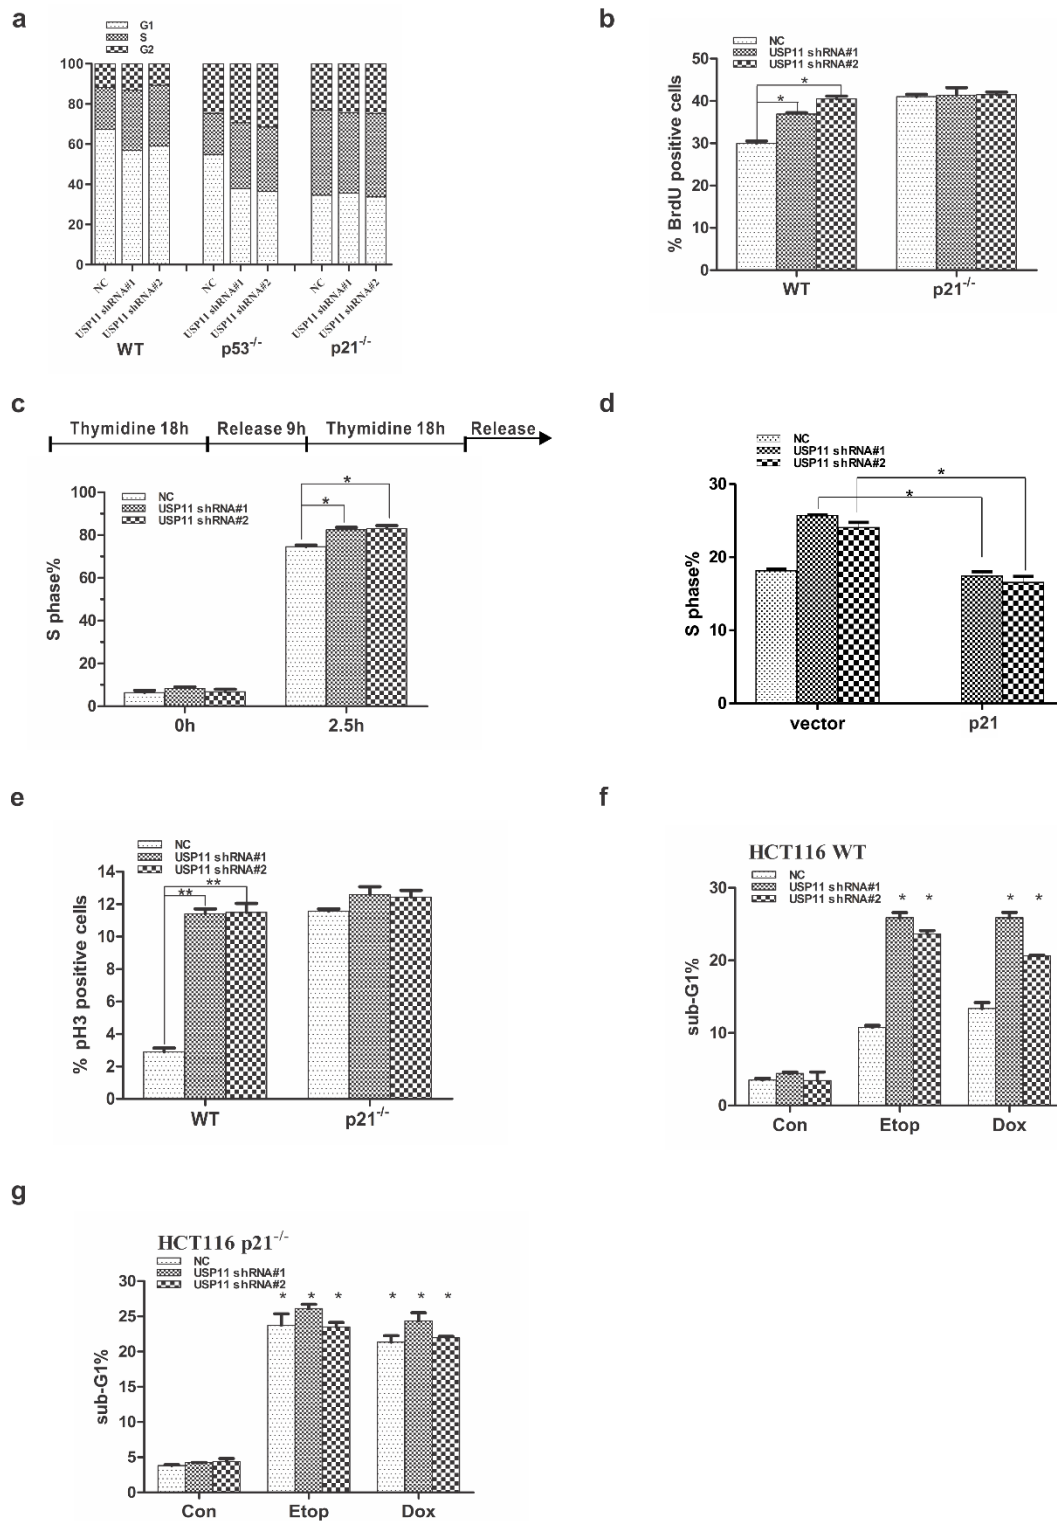 a
G1
S
G2
100
80
60
40
20
0
NC
USP11 shRNA#1
USP11 shRNA#2
NC
USP11 shRNA#1
USP11 shRNA#2
NC
USP11 shRNA#1
USP11 shRNA#2
WT p53-/- p21-/-
b
NC
USP11 shRNA#1
USP11 shRNA#2
% BrdU positive cells
50
40
30
20
10
0
*
*
WT p21-/-
c
Thymidine 18h Release 9h Thymidine 18h Release
NC
USP11 shRNA#1
USP11 shRNA#2
S phase%
100
80
60
40
20
0
*
*
0h 2.5h
d
NC
USP11 shRNA#1
USP11 shRNA#2
S phase%
30
20
10
0
*
*
vector p21
e
NC
USP11 shRNA#1
USP11 shRNA#2
% pH3 positive cells
14
12
10
8
6
4
2
0
**
**
WT p21-/-
f
HCT116 WT
NC
USP11 shRNA#1
USP11 shRNA#2
sub-G1%
30
20
10
0
* * * *
Con Etop Dox
g
HCT116 p21-/-
NC
USP11 shRNA#1
USP11 shRNA#2
sub-G1%
30
25
20
15
10
5
0
* * * * * *
Con Etop Dox